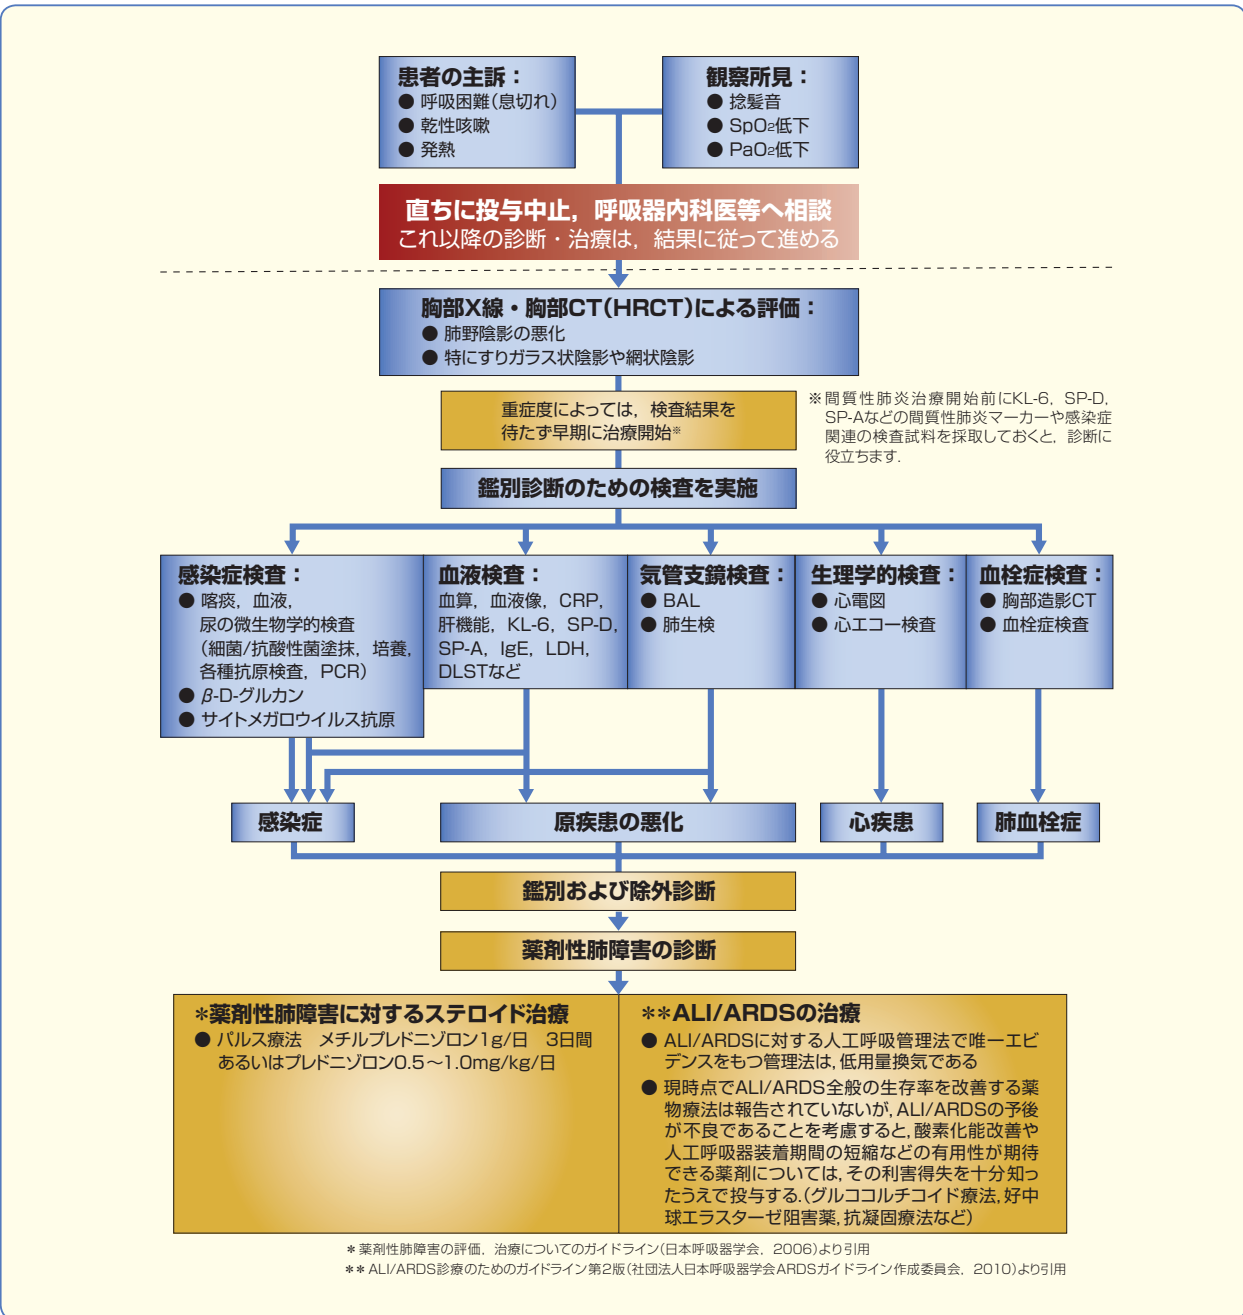 患者の主訴：
● 呼吸困難（息切れ）
● 乾性咳嗽
● 発熱
観察所見：
● 捻髪音
● SpO2低下
● PaO2低下
直ちに投与中止，呼吸器内科医等へ相談
これ以降の診断・治療は，結果に従って進める
胸部X線・胸部CT（HRCT）による評価：
● 肺野陰影の悪化
● 特にすりガラス状陰影や網状陰影
重症度によっては，検査結果を
待たず早期に治療開始※
※間質性肺炎治療開始前にKL-6，SP-D，
SP-Aなどの間質性肺炎マーカーや感染症
関連の検査試料を採取しておくと，診断に
役立ちます．
鑑別診断のための検査を実施
感染症検査：
● 喀痰，血液，
尿の微生物学的検査
（細菌/抗酸性菌塗抹，培養，
各種抗原検査，PCR）
● β-D-グルカン
● サイトメガロウイルス抗原
血液検査：
血算，血液像，CRP，
肝機能，KL-6，SP-D，
SP-A，IgE，LDH，
DLSTなど
気管支鏡検査：
● BAL
● 肺生検
生理学的検査：
● 心電図
● 心エコー検査
血栓症検査：
● 胸部造影CT
● 血栓症検査
感染症
原疾患の悪化
心疾患
肺血栓症
鑑別および除外診断
薬剤性肺障害の診断
＊薬剤性肺障害に対するステロイド治療
● パルス療法　メチルプレドニゾロン1g/日　3日間
あるいはプレドニゾロン0.5～1.0mg/kg/日
＊＊ALI/ARDSの治療
● ALI/ARDSに対する人工呼吸管理法で唯一エビ
デンスをもつ管理法は，低用量換気である
● 現時点でALI/ARDS全般の生存率を改善する薬
物療法は報告されていないが，ALI/ARDSの予後
が不良であることを考慮すると，酸素化能改善や
人工呼吸器装着期間の短縮などの有用性が期待
できる薬剤については，その利害得失を十分知っ
たうえで投与する．（グルココルチコイド療法，好中
球エラスターゼ阻害薬，抗凝固療法など）
＊薬剤性肺障害の評価，治療についてのガイドライン（日本呼吸器学会，2006）より引用
＊＊ALI/ARDS診療のためのガイドライン第2版（社団法人日本呼吸器学会ARDSガイドライン作成委員会，2010）より引用